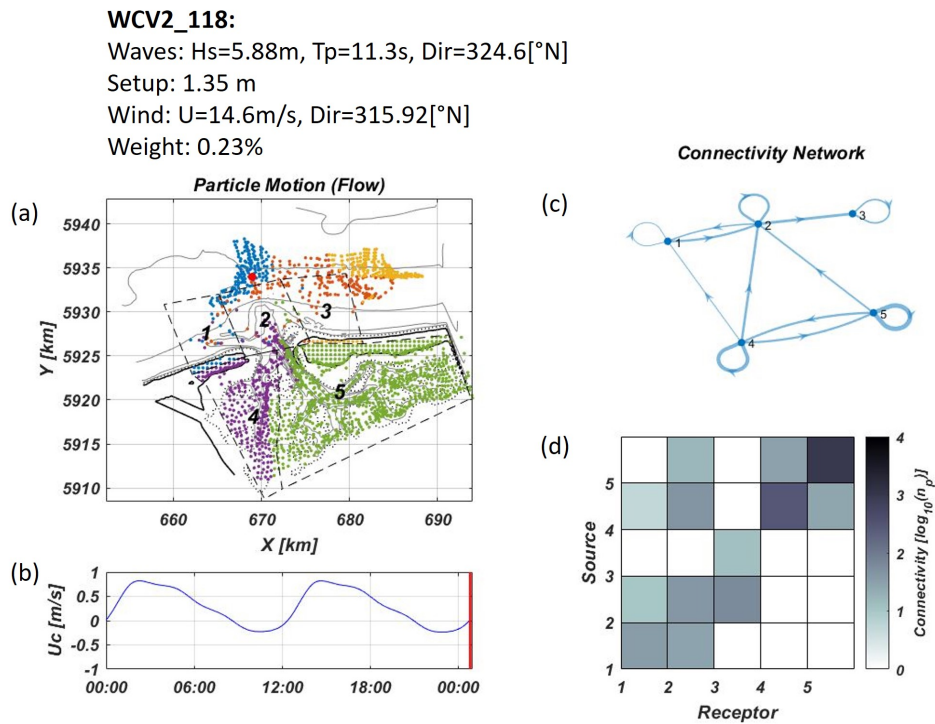 WCV2_118:
Waves: Hs=5.88m, Tp=11.3s, Dir=324.6[°N]
Setup: 1.35 m
Wind: U=14.6m/s, Dir=315.92[°N]
Weight: 0.23%
(a)
Particle Motion (Flow)
Y [km]
5940
5935
5930
5925
5920
5915
5910
1
2
3
4
5
660
670
680
690
X [km]
(b)
Uc [m/s]
1
0.5
0
-0.5
-1
00:00
06:00
12:00
18:00
00:00
Connectivity Network
(c)
1
2
3
4
5
(d)
Source
5
4
3
2
1
1
2
3
4
5
Receptor
4
3
2
1
0
Connectivity [log10(np)]